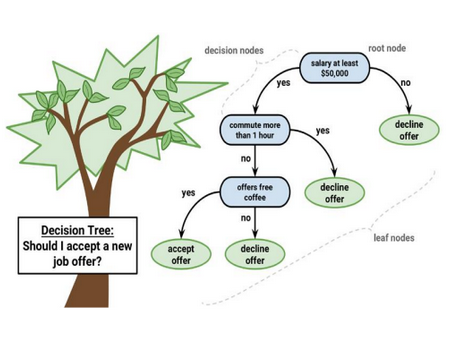 decision nodes
root node
salary at least
$50,000
yes
no
commute more
than 1 hour
yes
decline
offer
no
offers free
coffee
decline
offer
yes
no
accept
offer
decline
offer
leaf nodes
Decision Tree:
Should I accept a new
job offer?